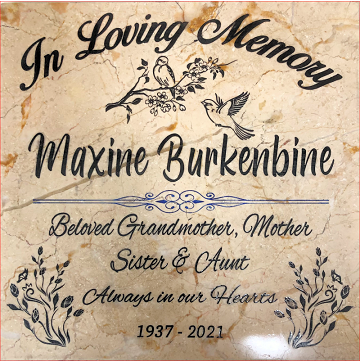 In Loving Memory
Maxine Burkenbine
Beloved Grandmother, Mother
Sister & Aunt
Always in our Hearts
1937 - 2021